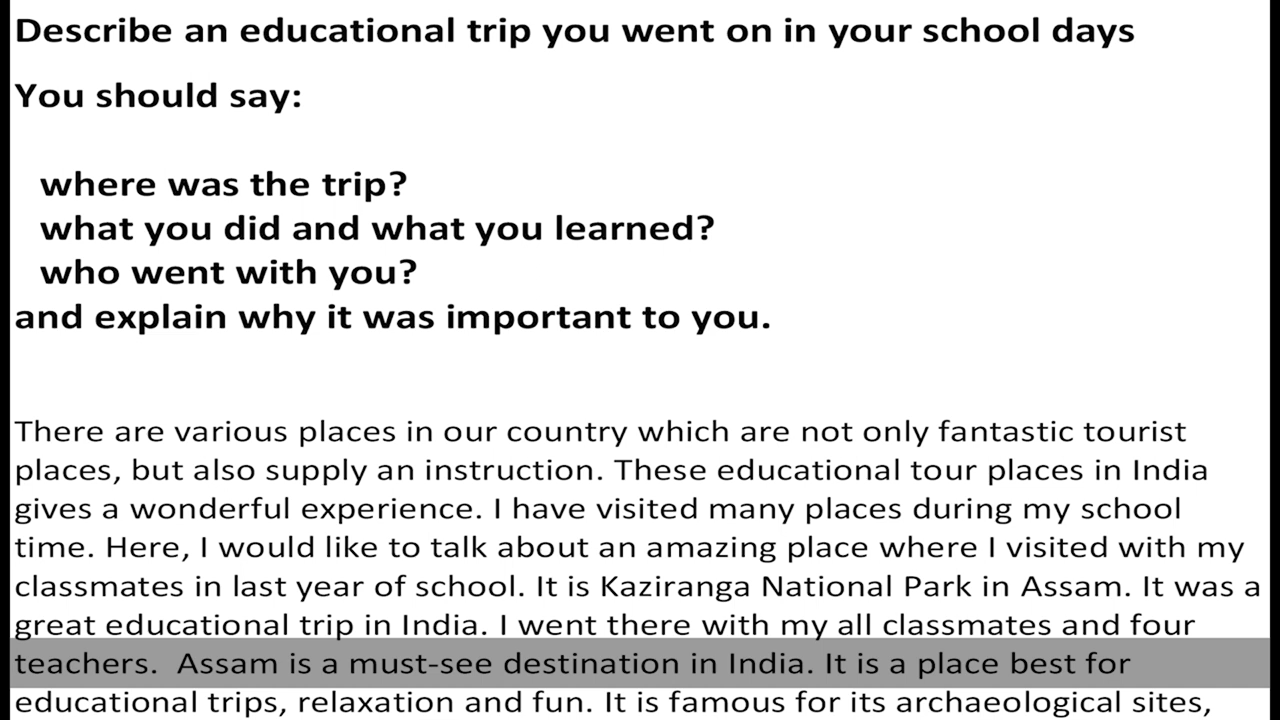 Describe an educational trip you went on in your school days
You should say:
where was the trip?
what you did and what you learned?
who went with you?
and explain why it was important to you.
There are various places in our country which are not only fantastic tourist
places, but also supply an instruction. These educational tour places in India
gives a wonderful experience. I have visited many places during my school
time. Here, I would like to talk about an amazing place where I visited with my
classmates in last year of school. It is Kaziranga National Park in Assam. It was a
great educational trip in India. I went there with my all classmates and four
teachers.  Assam is a must-see destination in India. It is a place best for
educational trips, relaxation and fun. It is famous for its archaeological sites,